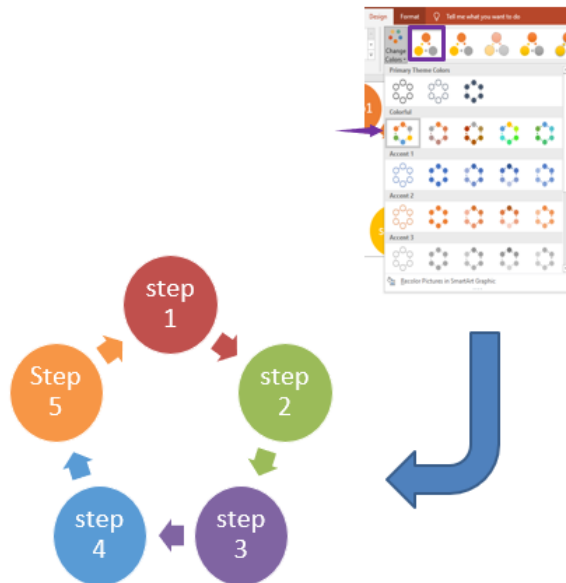 Design Format Tell me what you want to do
Change
Colors
Primary Theme Colors
Colorful
Accent 1
Accent 2
Accent 3
Recolor Pictures in SmartArt Graphic
step
1
step
2
step
3
step
4
Step
5